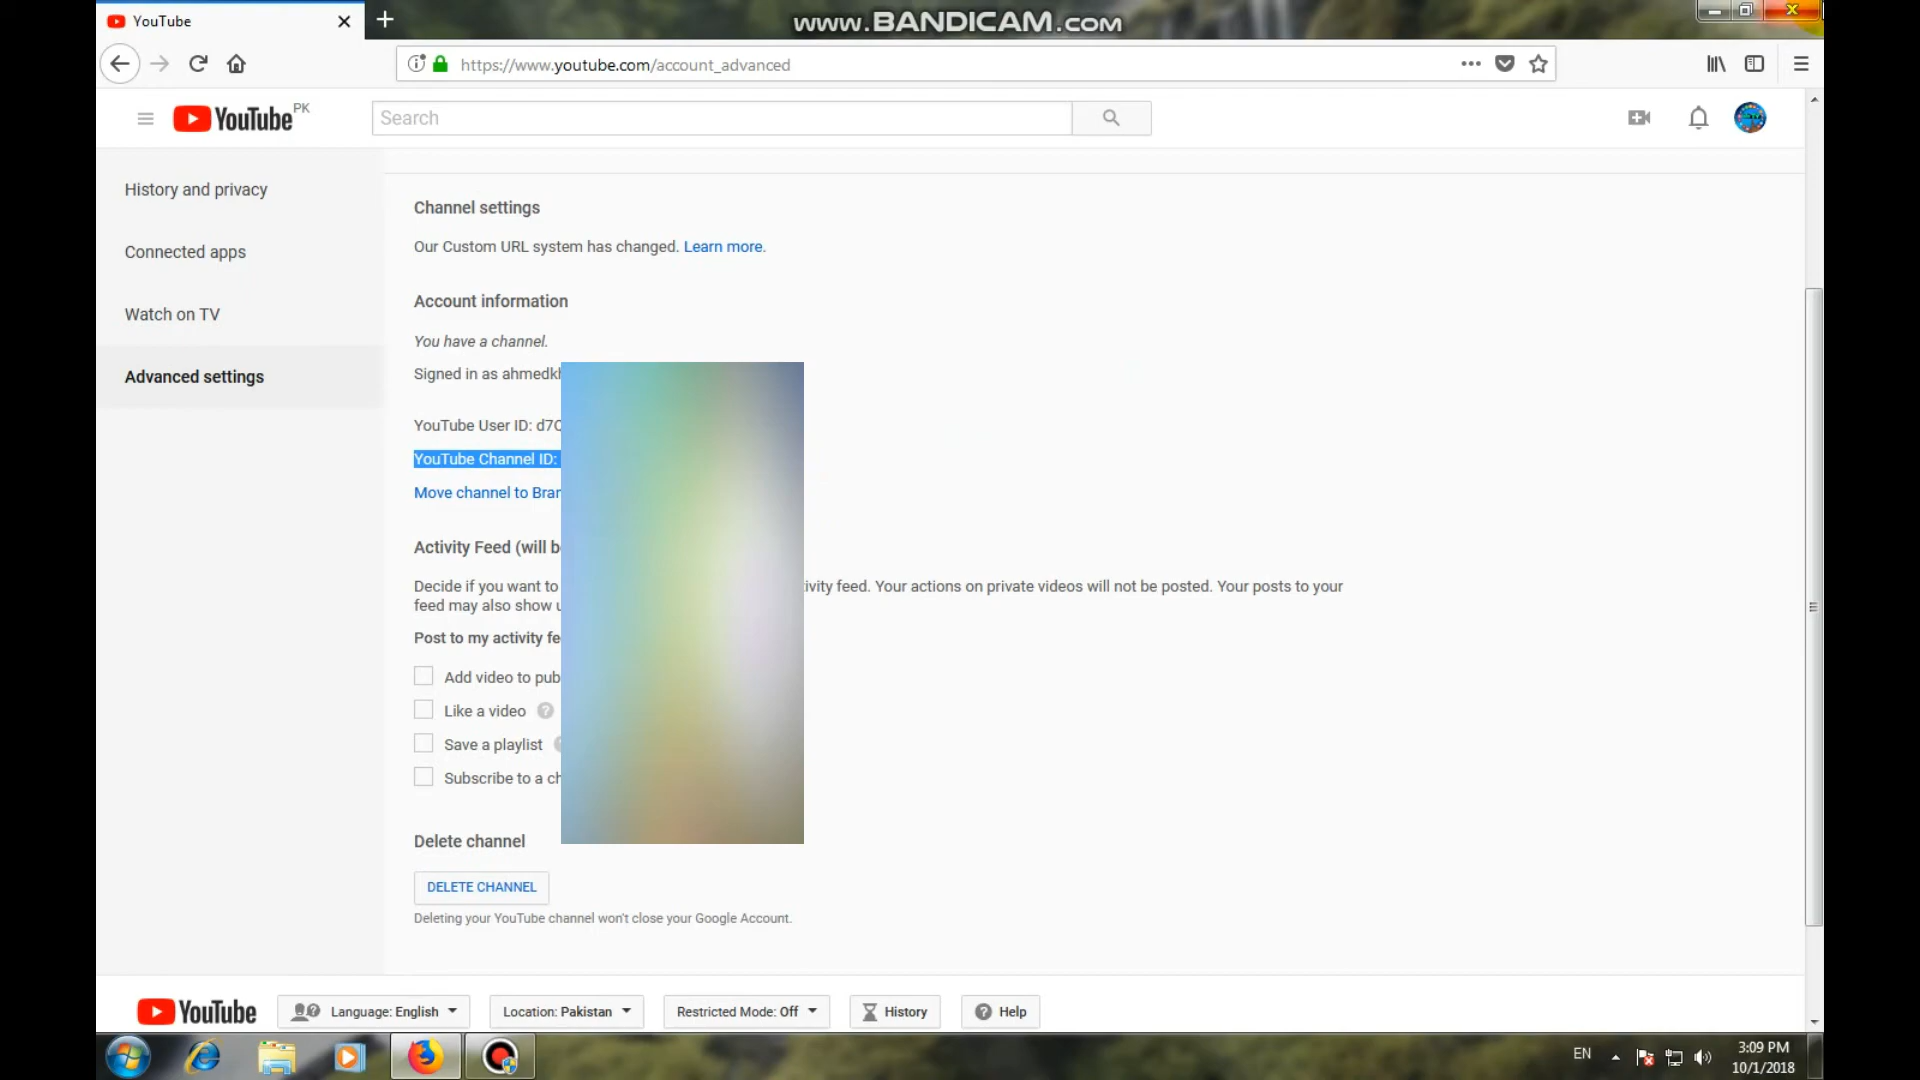 YouTube
www.BANDICAM.com
https://www.youtube.com/account_advanced
YouTube PK
Search
History and privacy
Connected apps
Watch on TV
Advanced settings
Channel settings
Our Custom URL system has changed. Learn more.
Account information
You have a channel.
Signed in as ahmedkh
YouTube User ID: d7
YouTube Channel ID:
Move channel to Bran
Activity Feed (will b
Decide if you want to ivity feed. Your actions on private videos will not be posted. Your posts to your
feed may also show u
Post to my activity fe
Add video to pub
Like a video ?
Save a playlist
Subscribe to a ch
Delete channel
DELETE CHANNEL
Deleting your YouTube channel won't close your Google Account.
YouTube
Language: English
Location: Pakistan
Restricted Mode: Off
History
? Help
EN
3:09 PM
10/1/2018